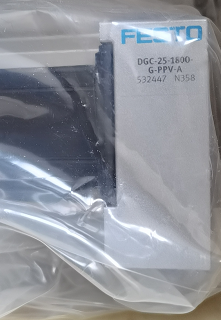 FESTO
DGC-25-1800-
G-PPV-A
532447 N358